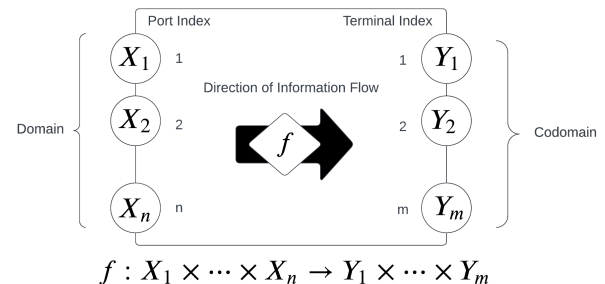 Port Index Terminal Index
X₁ 1 1 Y₁
Direction of Information Flow
Domain X₂ 2 f 2 Y₂ Codomain
Xₙ n m Yₘ
f : X₁ × ⋯ × Xₙ → Y₁ × ⋯ × Yₘ